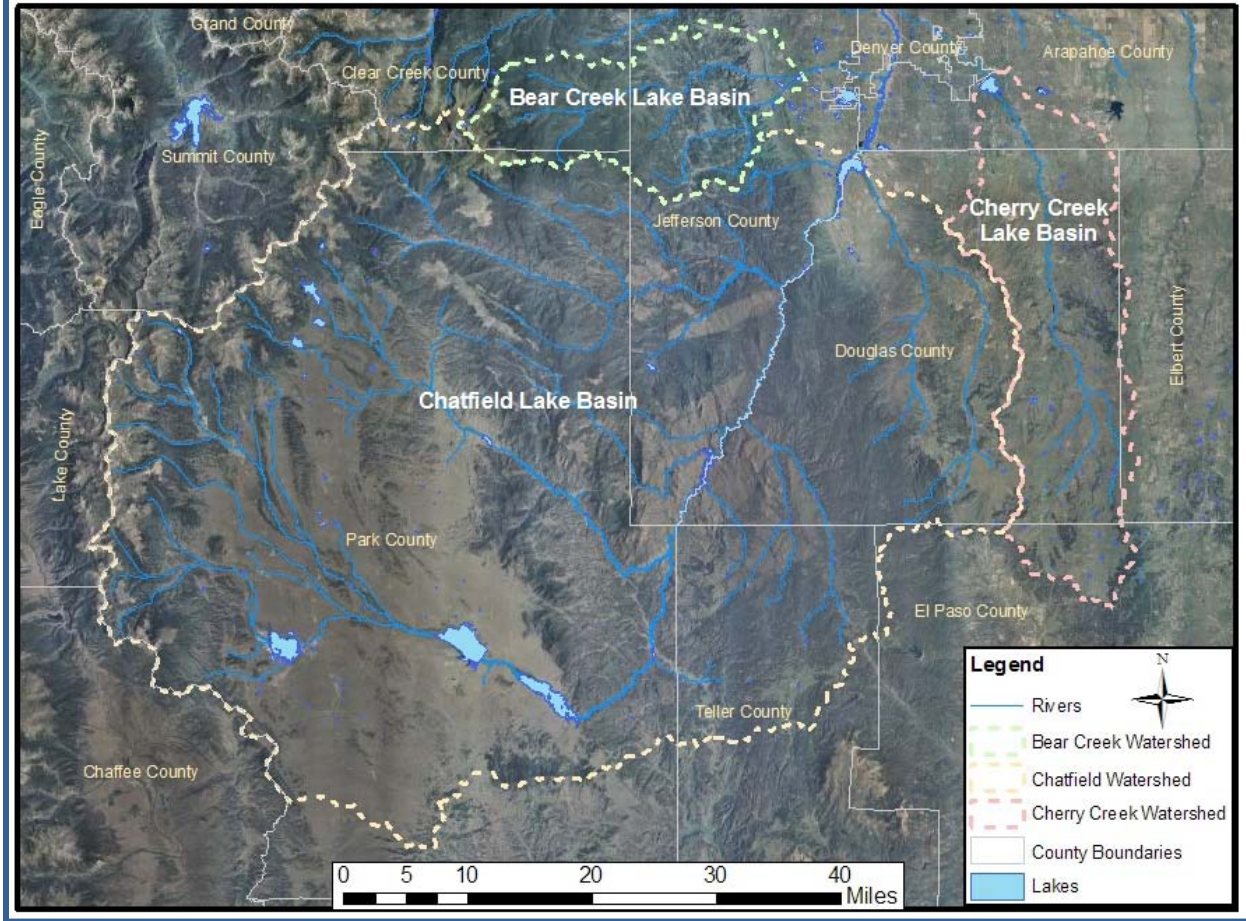 Grand County
Denver County
Arapahoe County
Clear Creek County
Bear Creek Lake Basin
Summit County
Eagle County
Jefferson County
Cherry Creek
Lake Basin
Elbert County
Douglas County
Chatfield Lake Basin
Lake County
Park County
El Paso County
Teller County
Chaffee County
Legend
N
Rivers
Bear Creek Watershed
Chatfield Watershed
Cherry Creek Watershed
County Boundaries
Lakes
0 5 10 20 30 40
Miles